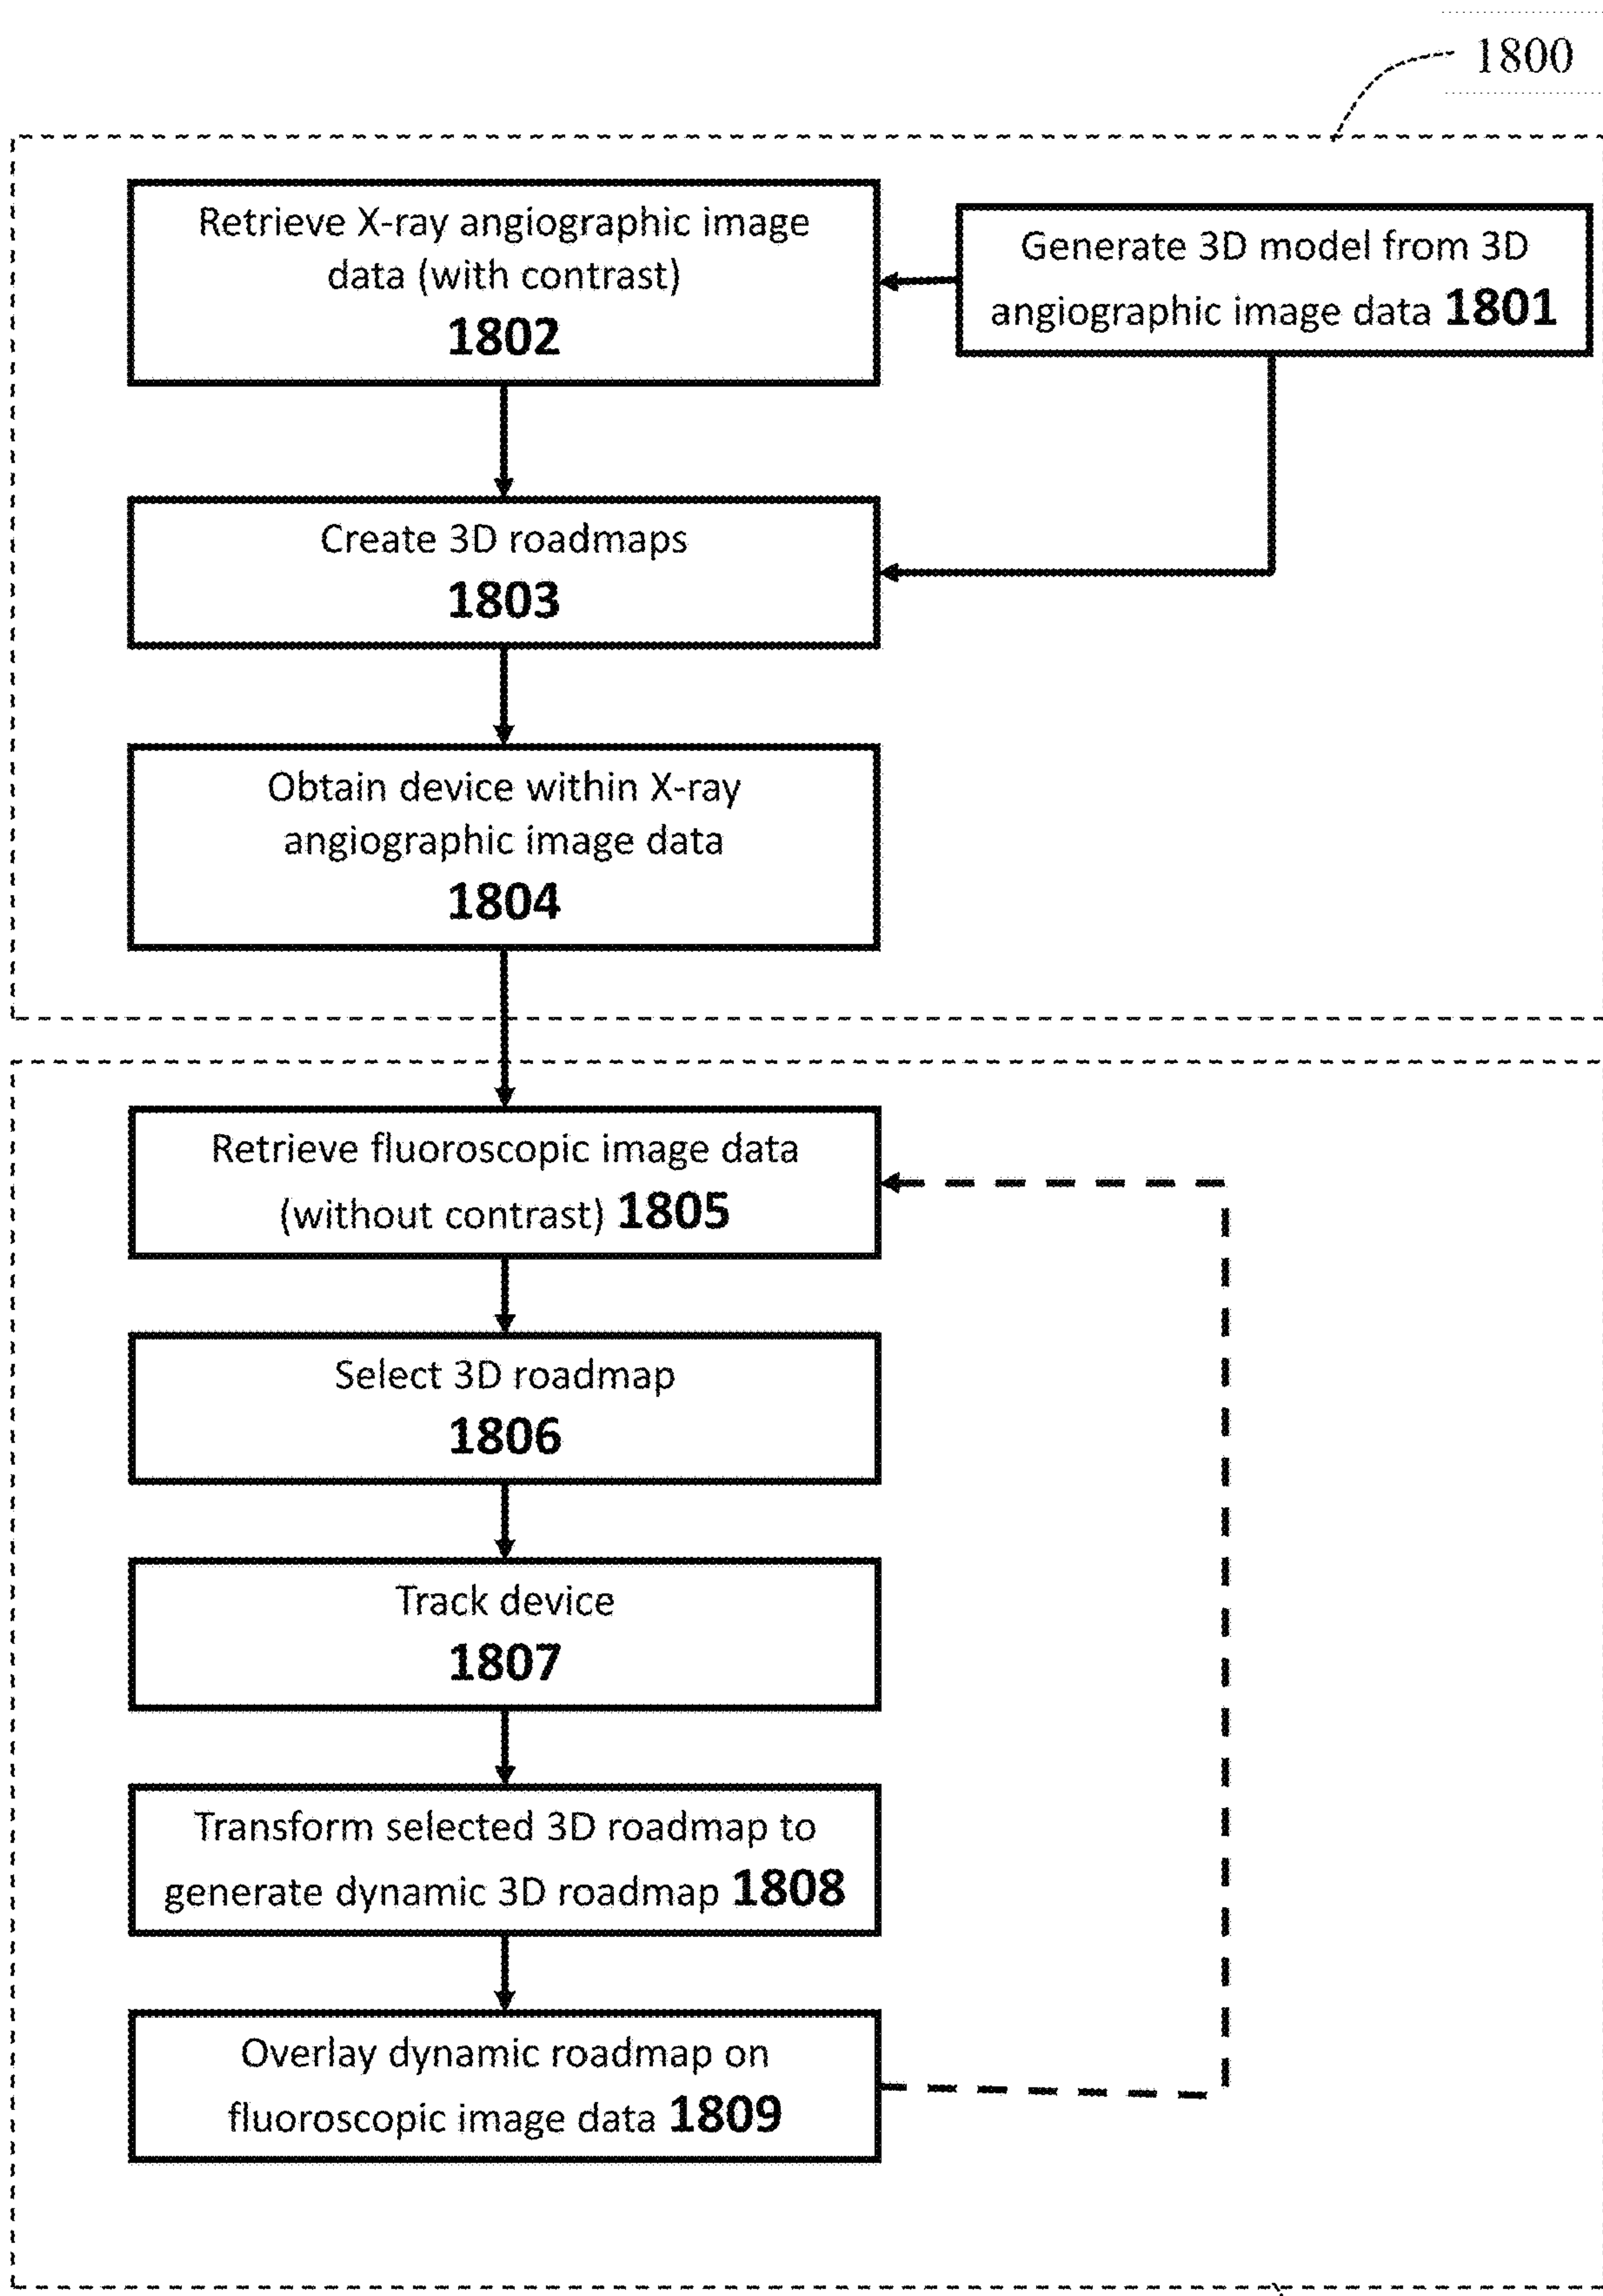 1800
Retrieve X-ray angiographic image
data (with contrast)
1802
Generate 3D model from 3D
angiographic image data 1801
Create 3D roadmaps
1803
Obtain device within X-ray
angiographic image data
1804
Retrieve fluoroscopic image data
(without contrast) 1805
Select 3D roadmap
1806
Track device
1807
Transform selected 3D roadmap to
generate dynamic 3D roadmap 1808
Overlay dynamic roadmap on
fluoroscopic image data 1809